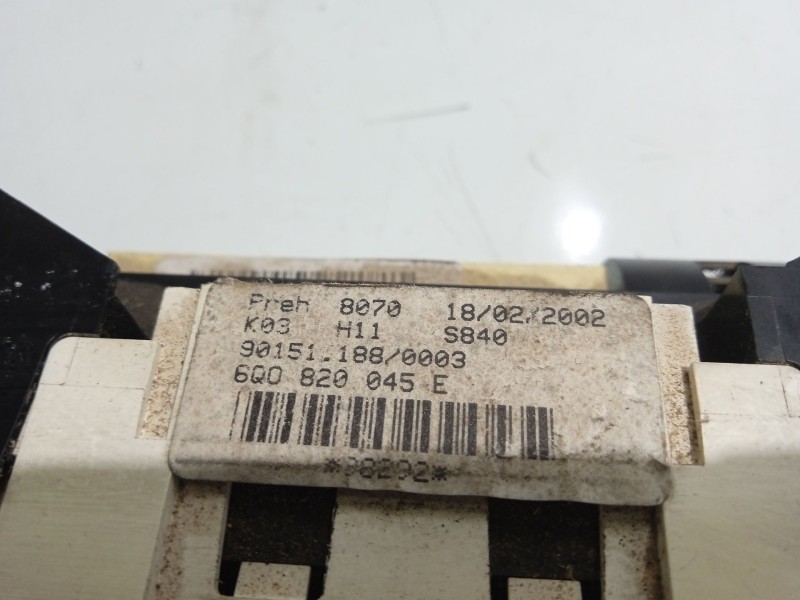 Preh 8070 18/02/2002
K03 H11 S840
90151.188/0003
6Q0 820 045 E